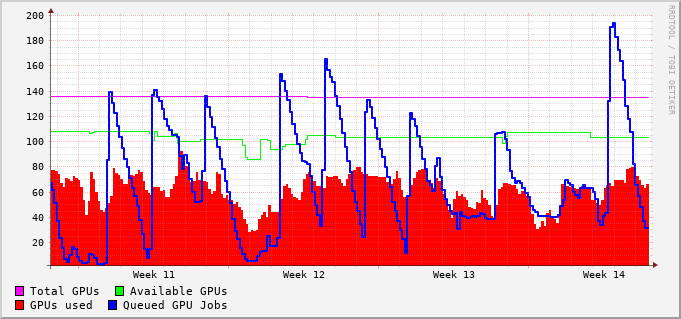 200
180
160
140
120
100
80
60
40
20
Week 11 Week 12 Week 13 Week 14
Total GPUs Available GPUs
GPUs used Queued GPU Jobs
RRDTOOL / TOBI OETIKER